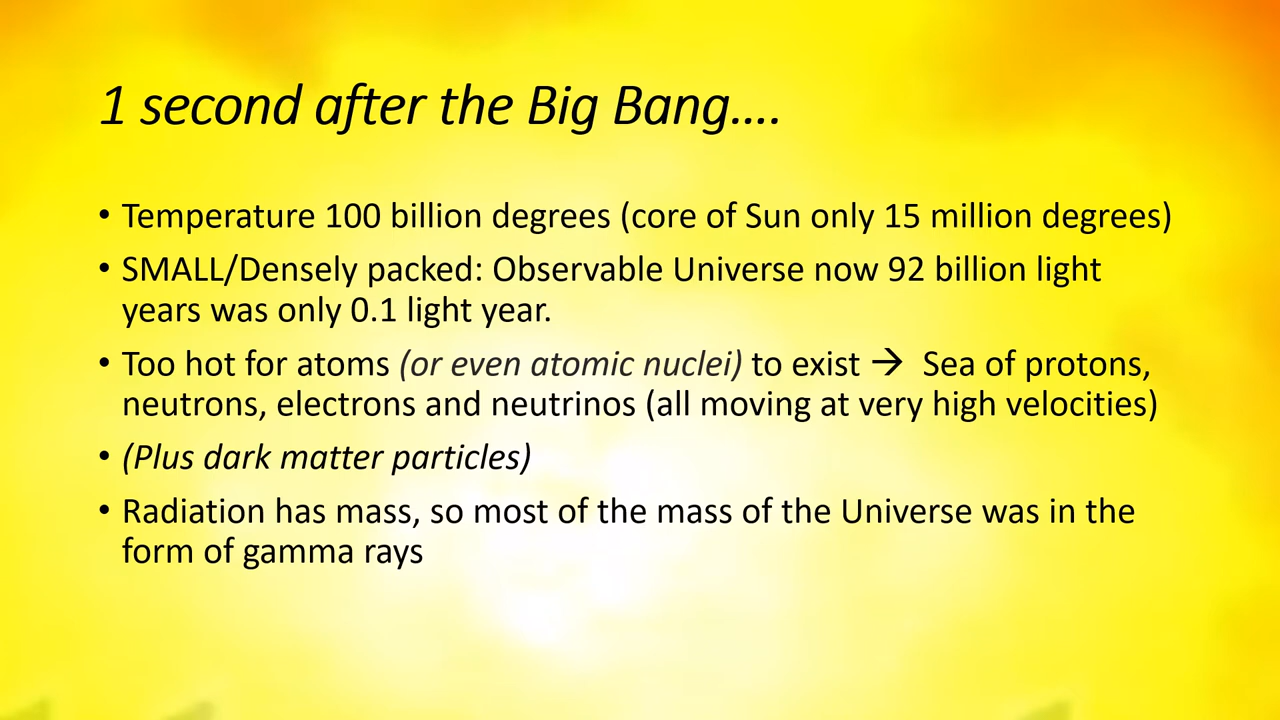 1 second after the Big Bang....
• Temperature 100 billion degrees (core of Sun only 15 million degrees)
• SMALL/Densely packed: Observable Universe now 92 billion light
years was only 0.1 light year.
• Too hot for atoms (or even atomic nuclei) to exist → Sea of protons,
neutrons, electrons and neutrinos (all moving at very high velocities)
• (Plus dark matter particles)
• Radiation has mass, so most of the mass of the Universe was in the
form of gamma rays